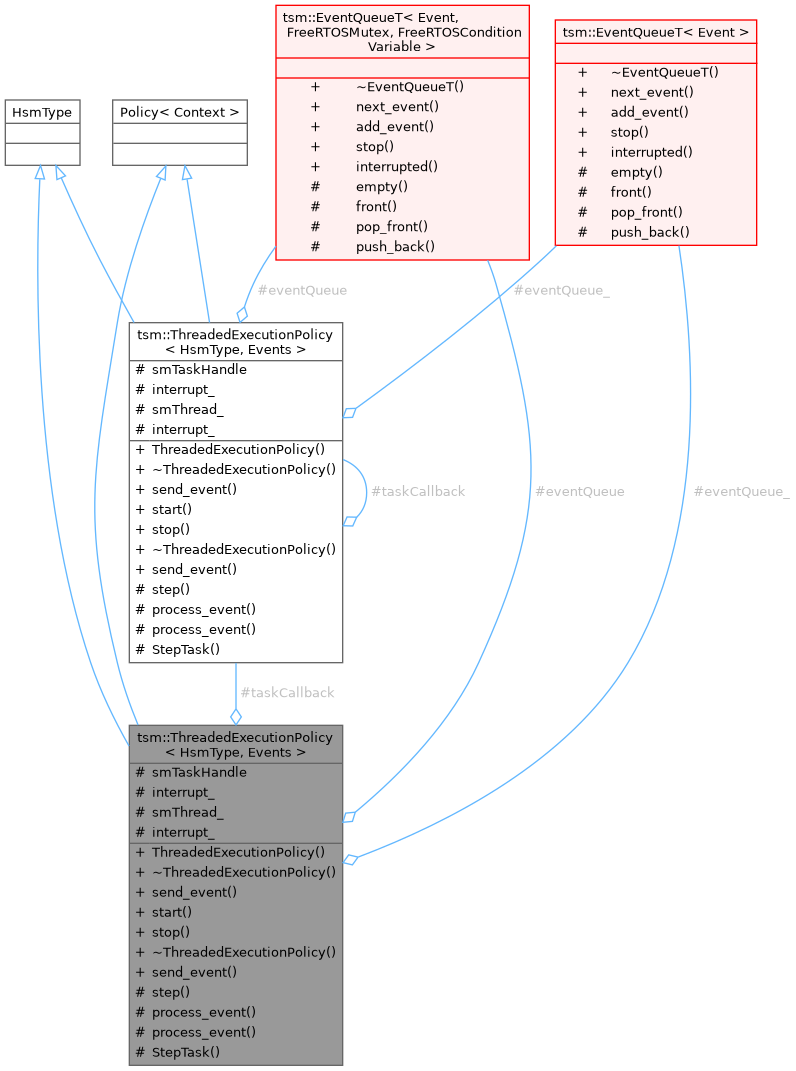 tsm::EventQueueT< Event,
FreeRTOSMutex, FreeRTOSCondition
Variable >
+ ~EventQueueT()
+ next_event()
+ add_event()
+ stop()
+ interrupted()
# empty()
# front()
# pop_front()
# push_back()
tsm::EventQueueT< Event >
+ ~EventQueueT()
+ next_event()
+ add_event()
+ stop()
+ interrupted()
# empty()
# front()
# pop_front()
# push_back()
HsmType
Policy< Context >
#eventQueue
#eventQueue_
tsm::ThreadedExecutionPolicy
< HsmType, Events >
# smTaskHandle
# interrupt_
# smThread_
# interrupt_
+ ThreadedExecutionPolicy()
+ ~ThreadedExecutionPolicy()
+ send_event()
+ start()
+ stop()
+ ~ThreadedExecutionPolicy()
+ send_event()
# step()
# process_event()
# process_event()
# StepTask()
#taskCallback
#eventQueue
#eventQueue_
#taskCallback
tsm::ThreadedExecutionPolicy
< HsmType, Events >
# smTaskHandle
# interrupt_
# smThread_
# interrupt_
+ ThreadedExecutionPolicy()
+ ~ThreadedExecutionPolicy()
+ send_event()
+ start()
+ stop()
+ ~ThreadedExecutionPolicy()
+ send_event()
# step()
# process_event()
# process_event()
# StepTask()